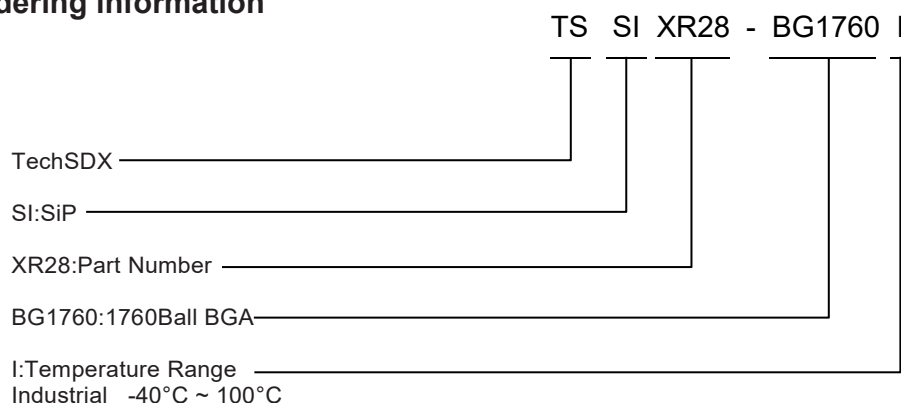 dering Information
TS SI XR28 - BG1760
TechSDX
SI:SiP
XR28:Part Number
BG1760:1760Ball BGA
I:Temperature Range
Industrial -40°C ~ 100°C